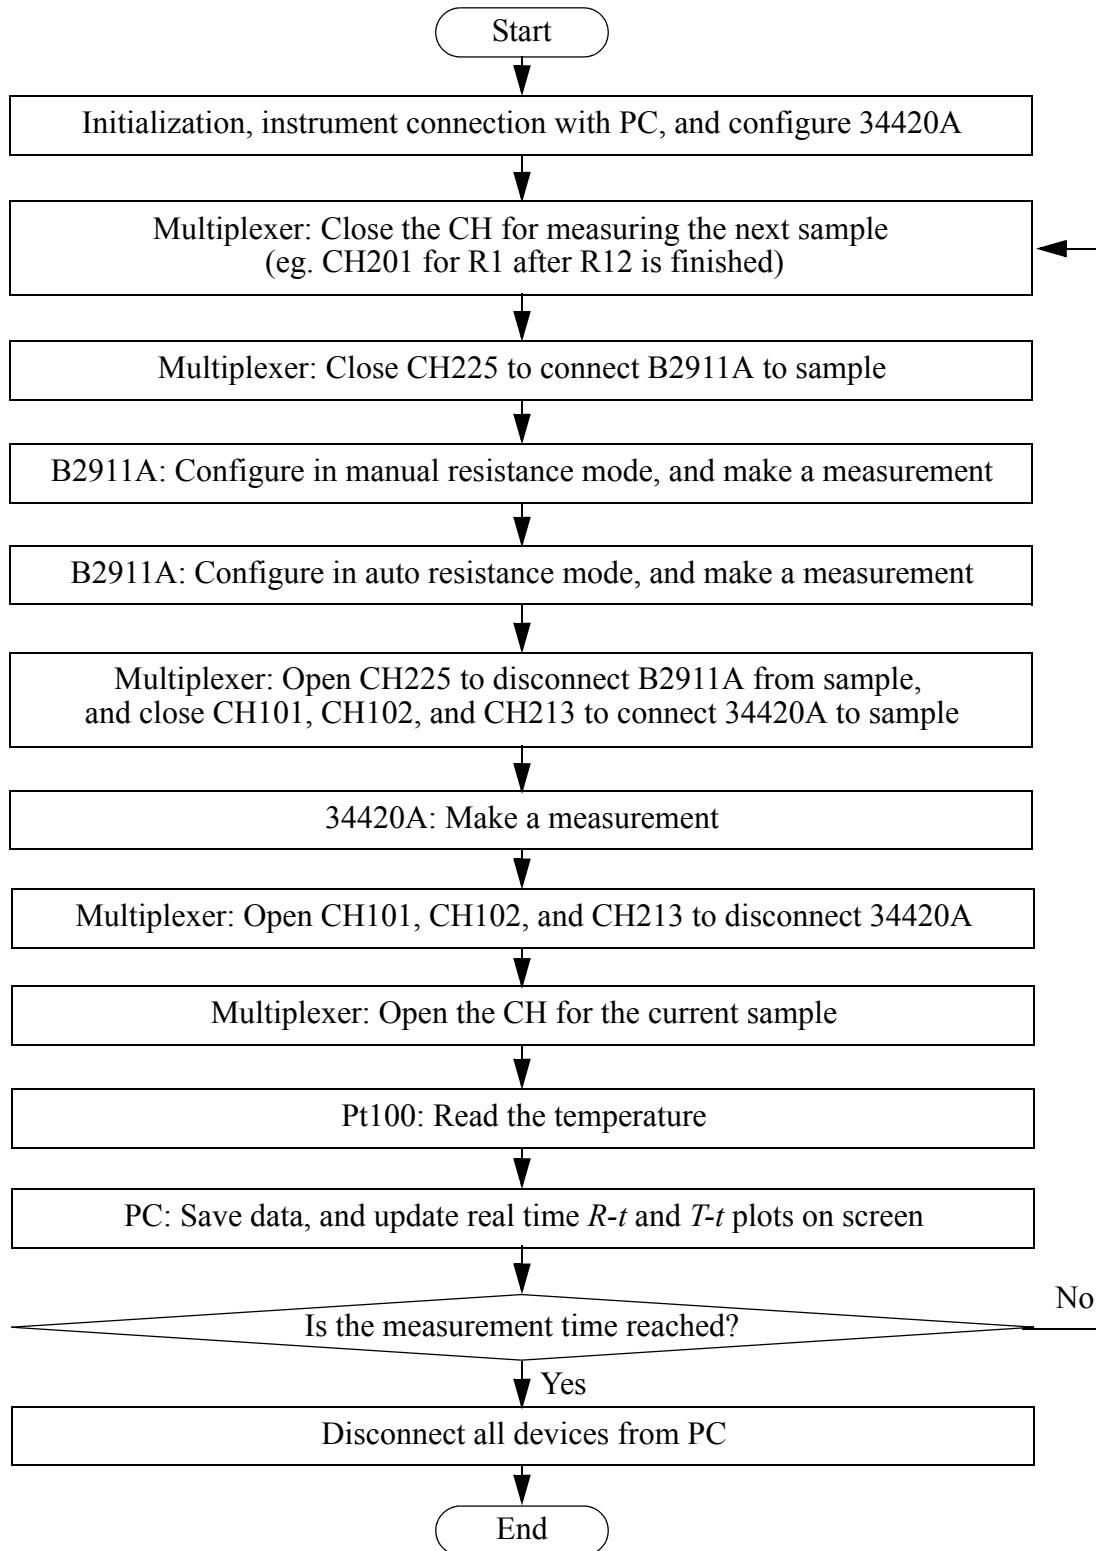 Start
Initialization, instrument connection with PC, and configure 34420A
Multiplexer: Close the CH for measuring the next sample
(eg. CH201 for R1 after R12 is finished)
Multiplexer: Close CH225 to connect B2911A to sample
B2911A: Configure in manual resistance mode, and make a measurement
B2911A: Configure in auto resistance mode, and make a measurement
Multiplexer: Open CH225 to disconnect B2911A from sample,
and close CH101, CH102, and CH213 to connect 34420A to sample
34420A: Make a measurement
Multiplexer: Open CH101, CH102, and CH213 to disconnect 34420A
Multiplexer: Open the CH for the current sample
Pt100: Read the temperature
PC: Save data, and update real time R-t and T-t plots on screen
Is the measurement time reached?
No
Yes
Disconnect all devices from PC
End